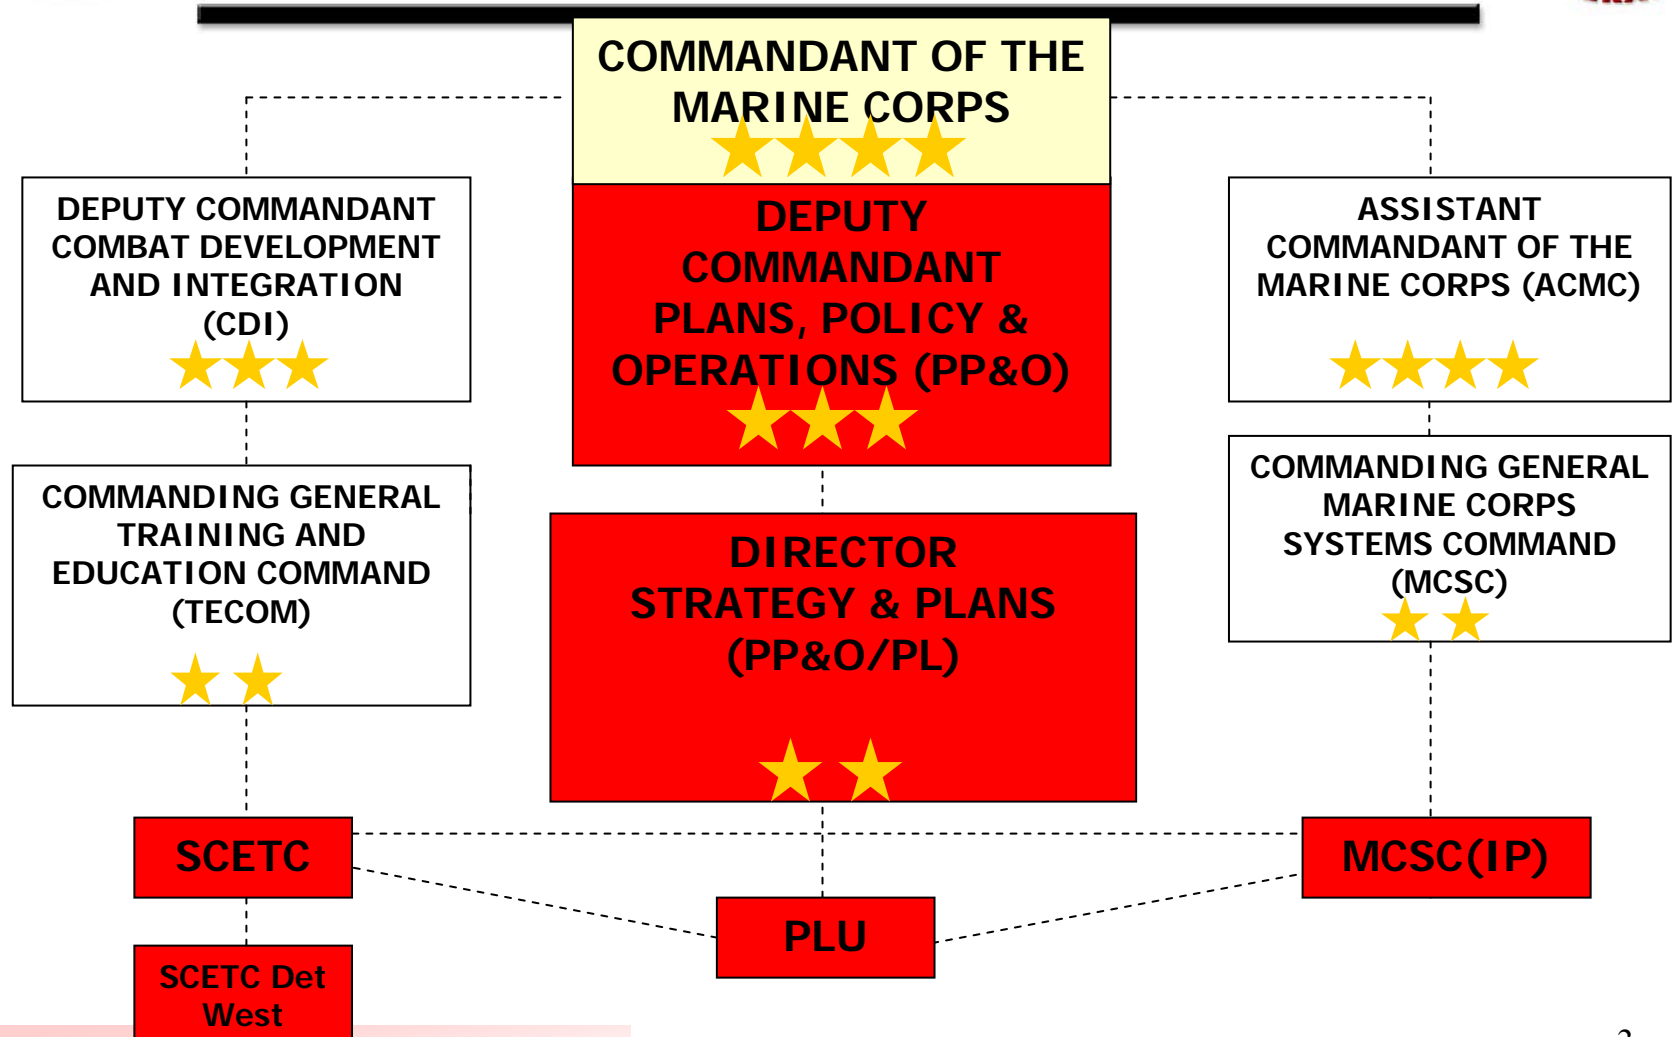 COMMANDANT OF THE
MARINE CORPS
DEPUTY COMMANDANT
COMBAT DEVELOPMENT
AND INTEGRATION
(CDI)
DEPUTY
COMMANDANT
PLANS, POLICY &
OPERATIONS (PP&O)
ASSISTANT
COMMANDANT OF THE
MARINE CORPS (ACMC)
COMMANDING GENERAL
TRAINING AND
EDUCATION COMMAND
(TECOM)
DIRECTOR
STRATEGY & PLANS
(PP&O/PL)
COMMANDING GENERAL
MARINE CORPS
SYSTEMS COMMAND
(MCSC)
SCETC
PLU
MCSC(IP)
SCETC Det
West